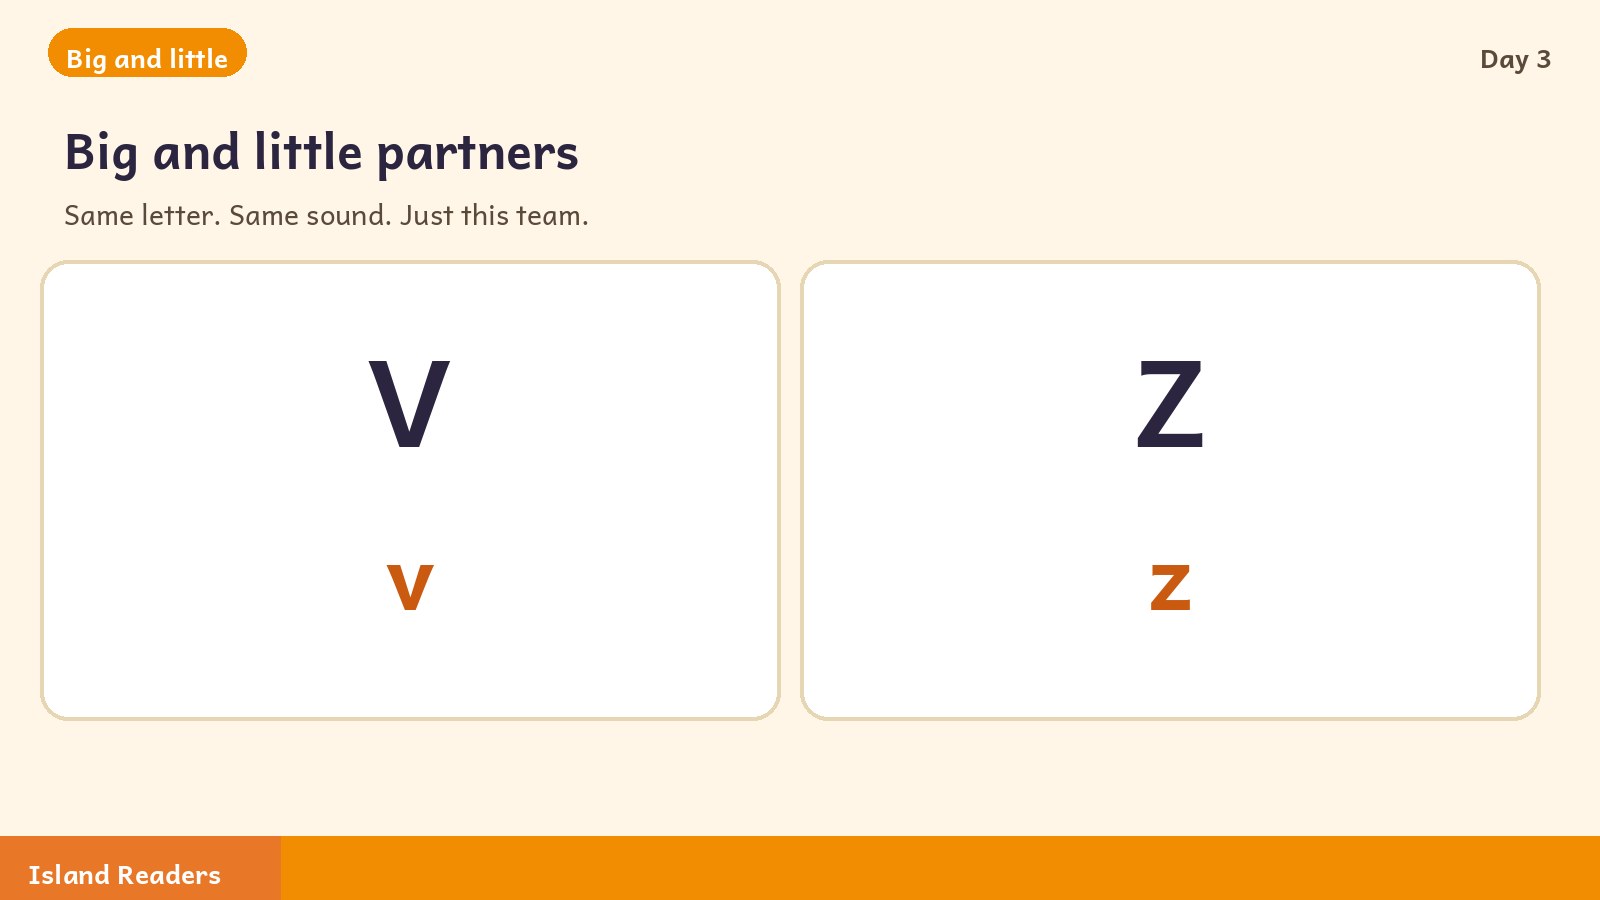 Big and little
Day 3
Big and little partners
Same letter. Same sound. Just this team.
V
Z
v
z
Island Readers